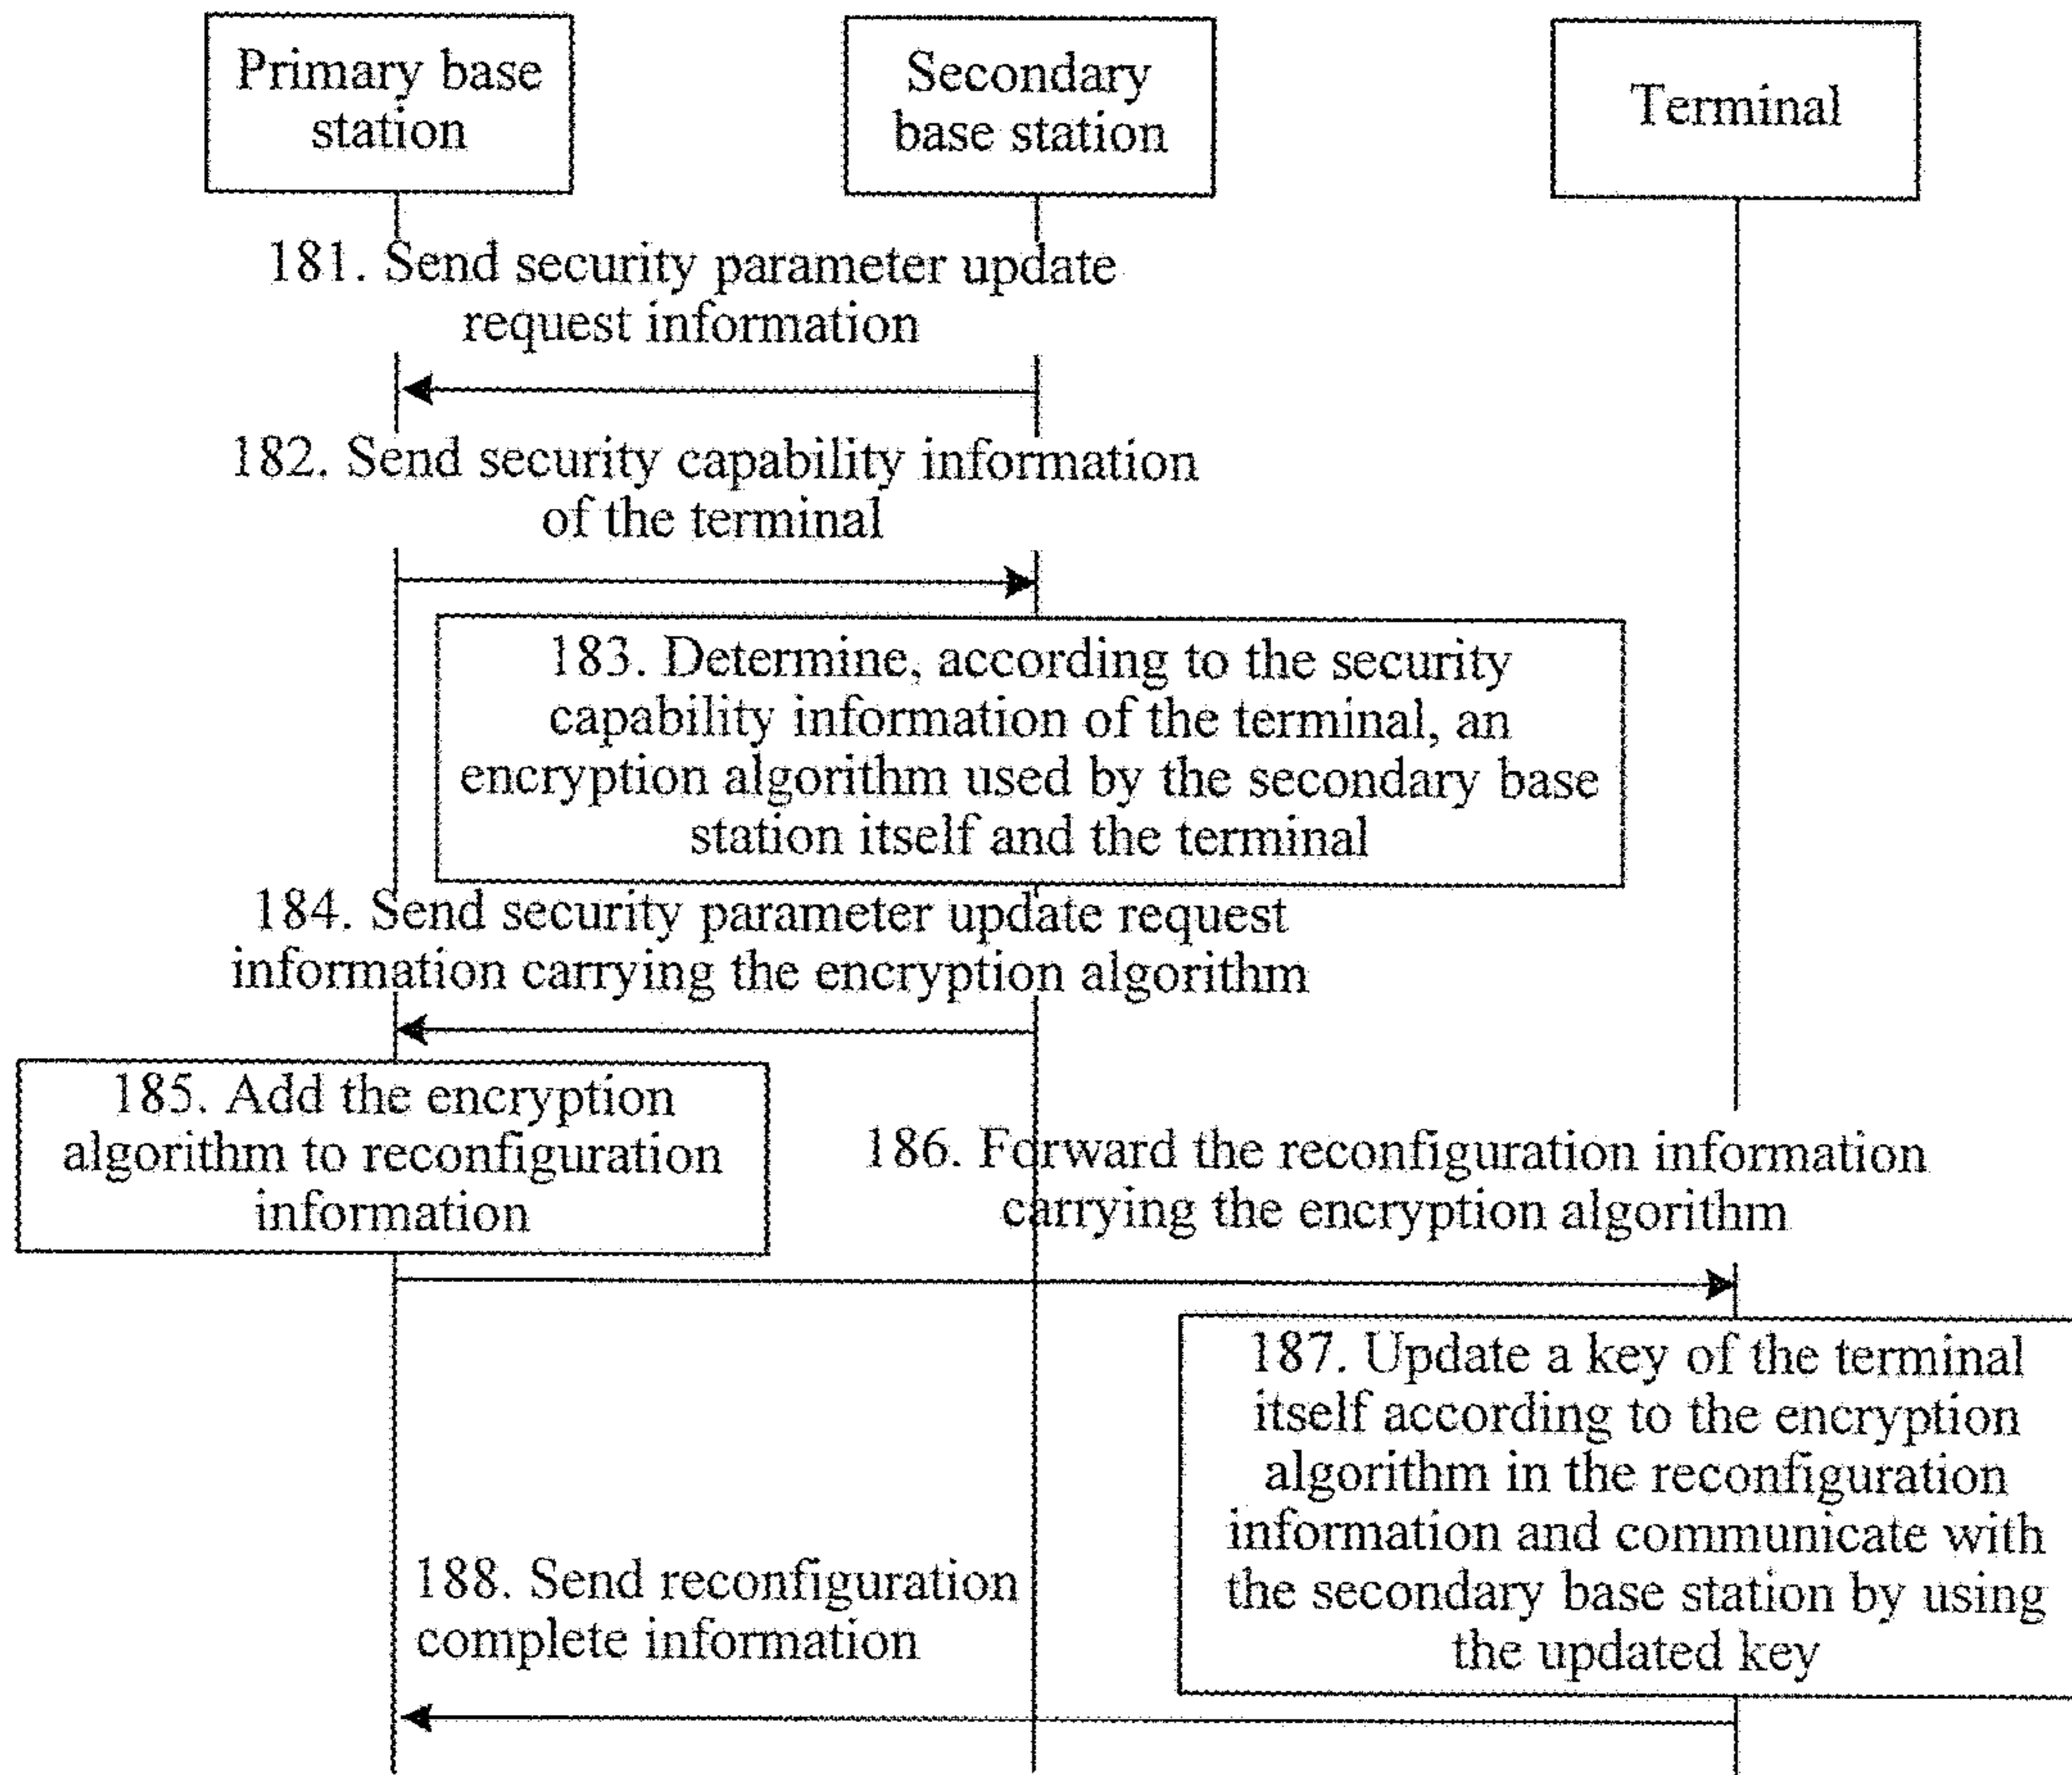 Primary base
station
Secondary
base station
Terminal
181. Send security parameter update
request information
182. Send security capability information
of the terminal
183. Determine, according to the security
capability information of the terminal, an
encryption algorithm used by the secondary base
station itself and the terminal
184. Send security parameter update request
information carrying the encryption algorithm
185. Add the encryption
algorithm to reconfiguration
information
186. Forward the reconfiguration information
carrying the encryption algorithm
187. Update a key of the terminal
itself according to the encryption
algorithm in the reconfiguration
information and communicate with
the secondary base station by using
the updated key
188. Send reconfiguration
complete information